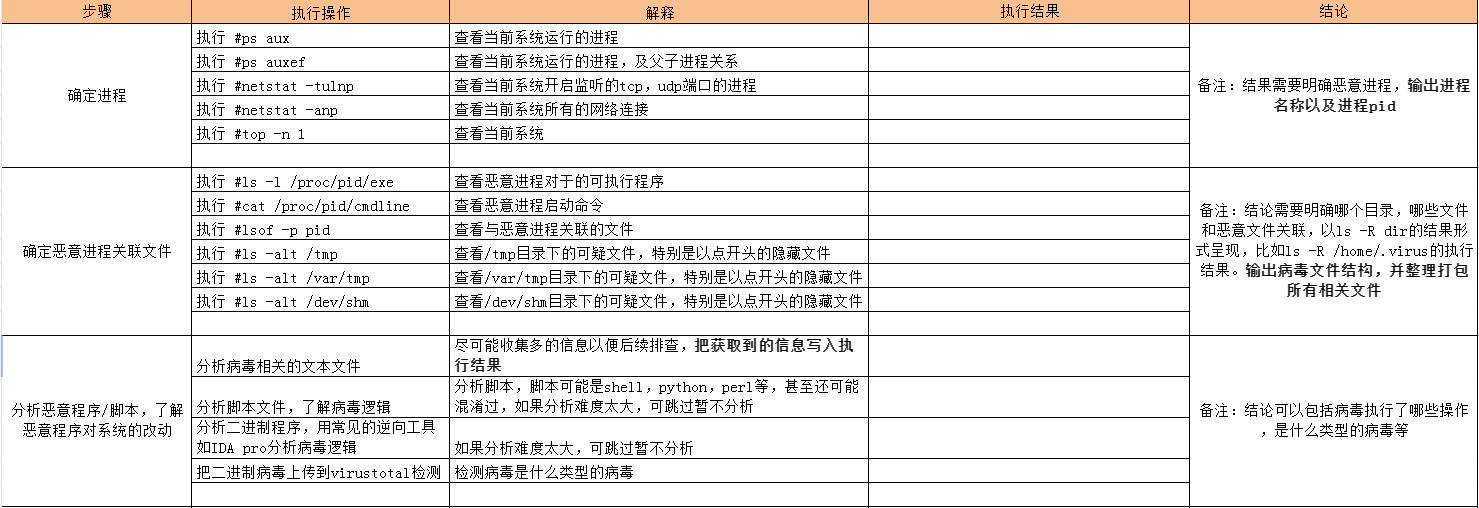 步骤
执行操作
解释
执行结果
结论
确定进程
执行 #ps aux
查看当前系统运行的进程
执行 #ps auxef
查看当前系统运行的进程，及父子进程关系
执行 #netstat -tulnp
查看当前系统开启监听的tcp，udp端口的进程
执行 #netstat -anp
查看当前系统所有的网络连接
执行 #top -n 1
查看当前系统
备注：结果需要明确恶意进程，输出进程
名称以及进程pid
确定恶意进程关联文件
执行 #ls -l /proc/pid/exe
查看恶意进程对于的可执行程序
执行 #cat /proc/pid/cmdline
查看恶意进程启动命令
执行 #lsof -p pid
查看与恶意进程关联的文件
执行 #ls -alt /tmp
查看/tmp目录下的可疑文件，特别是以点开头的隐藏文件
执行 #ls -alt /var/tmp
查看/var/tmp目录下的可疑文件，特别是以点开头的隐藏文件
执行 #ls -alt /dev/shm
查看/dev/shm目录下的可疑文件，特别是以点开头的隐藏文件
备注：结论需要明确哪个目录，哪些文件
和恶意文件关联，以ls -R dir的结果形
式呈现，比如ls -R /home/.virus的执行
结果。输出病毒文件结构，并整理打包
所有相关文件
分析恶意程序/脚本，了解
恶意程序对系统的改动
分析病毒相关的文本文件
尽可能收集多的信息以便后续排查，把获取到的信息写入执
行结果
分析脚本文件，了解病毒逻辑
分析脚本，脚本可能是shell，python，perl等，甚至还可能
混淆过，如果分析难度太大，可跳过暂不分析
分析二进制程序，用常见的逆向工具
如IDA pro分析病毒逻辑
如果分析难度太大，可跳过暂不分析
把二进制病毒上传到virustotal检测
检测病毒是什么类型的病毒
备注：结论可以包括病毒执行了哪些操作
，是什么类型的病毒等